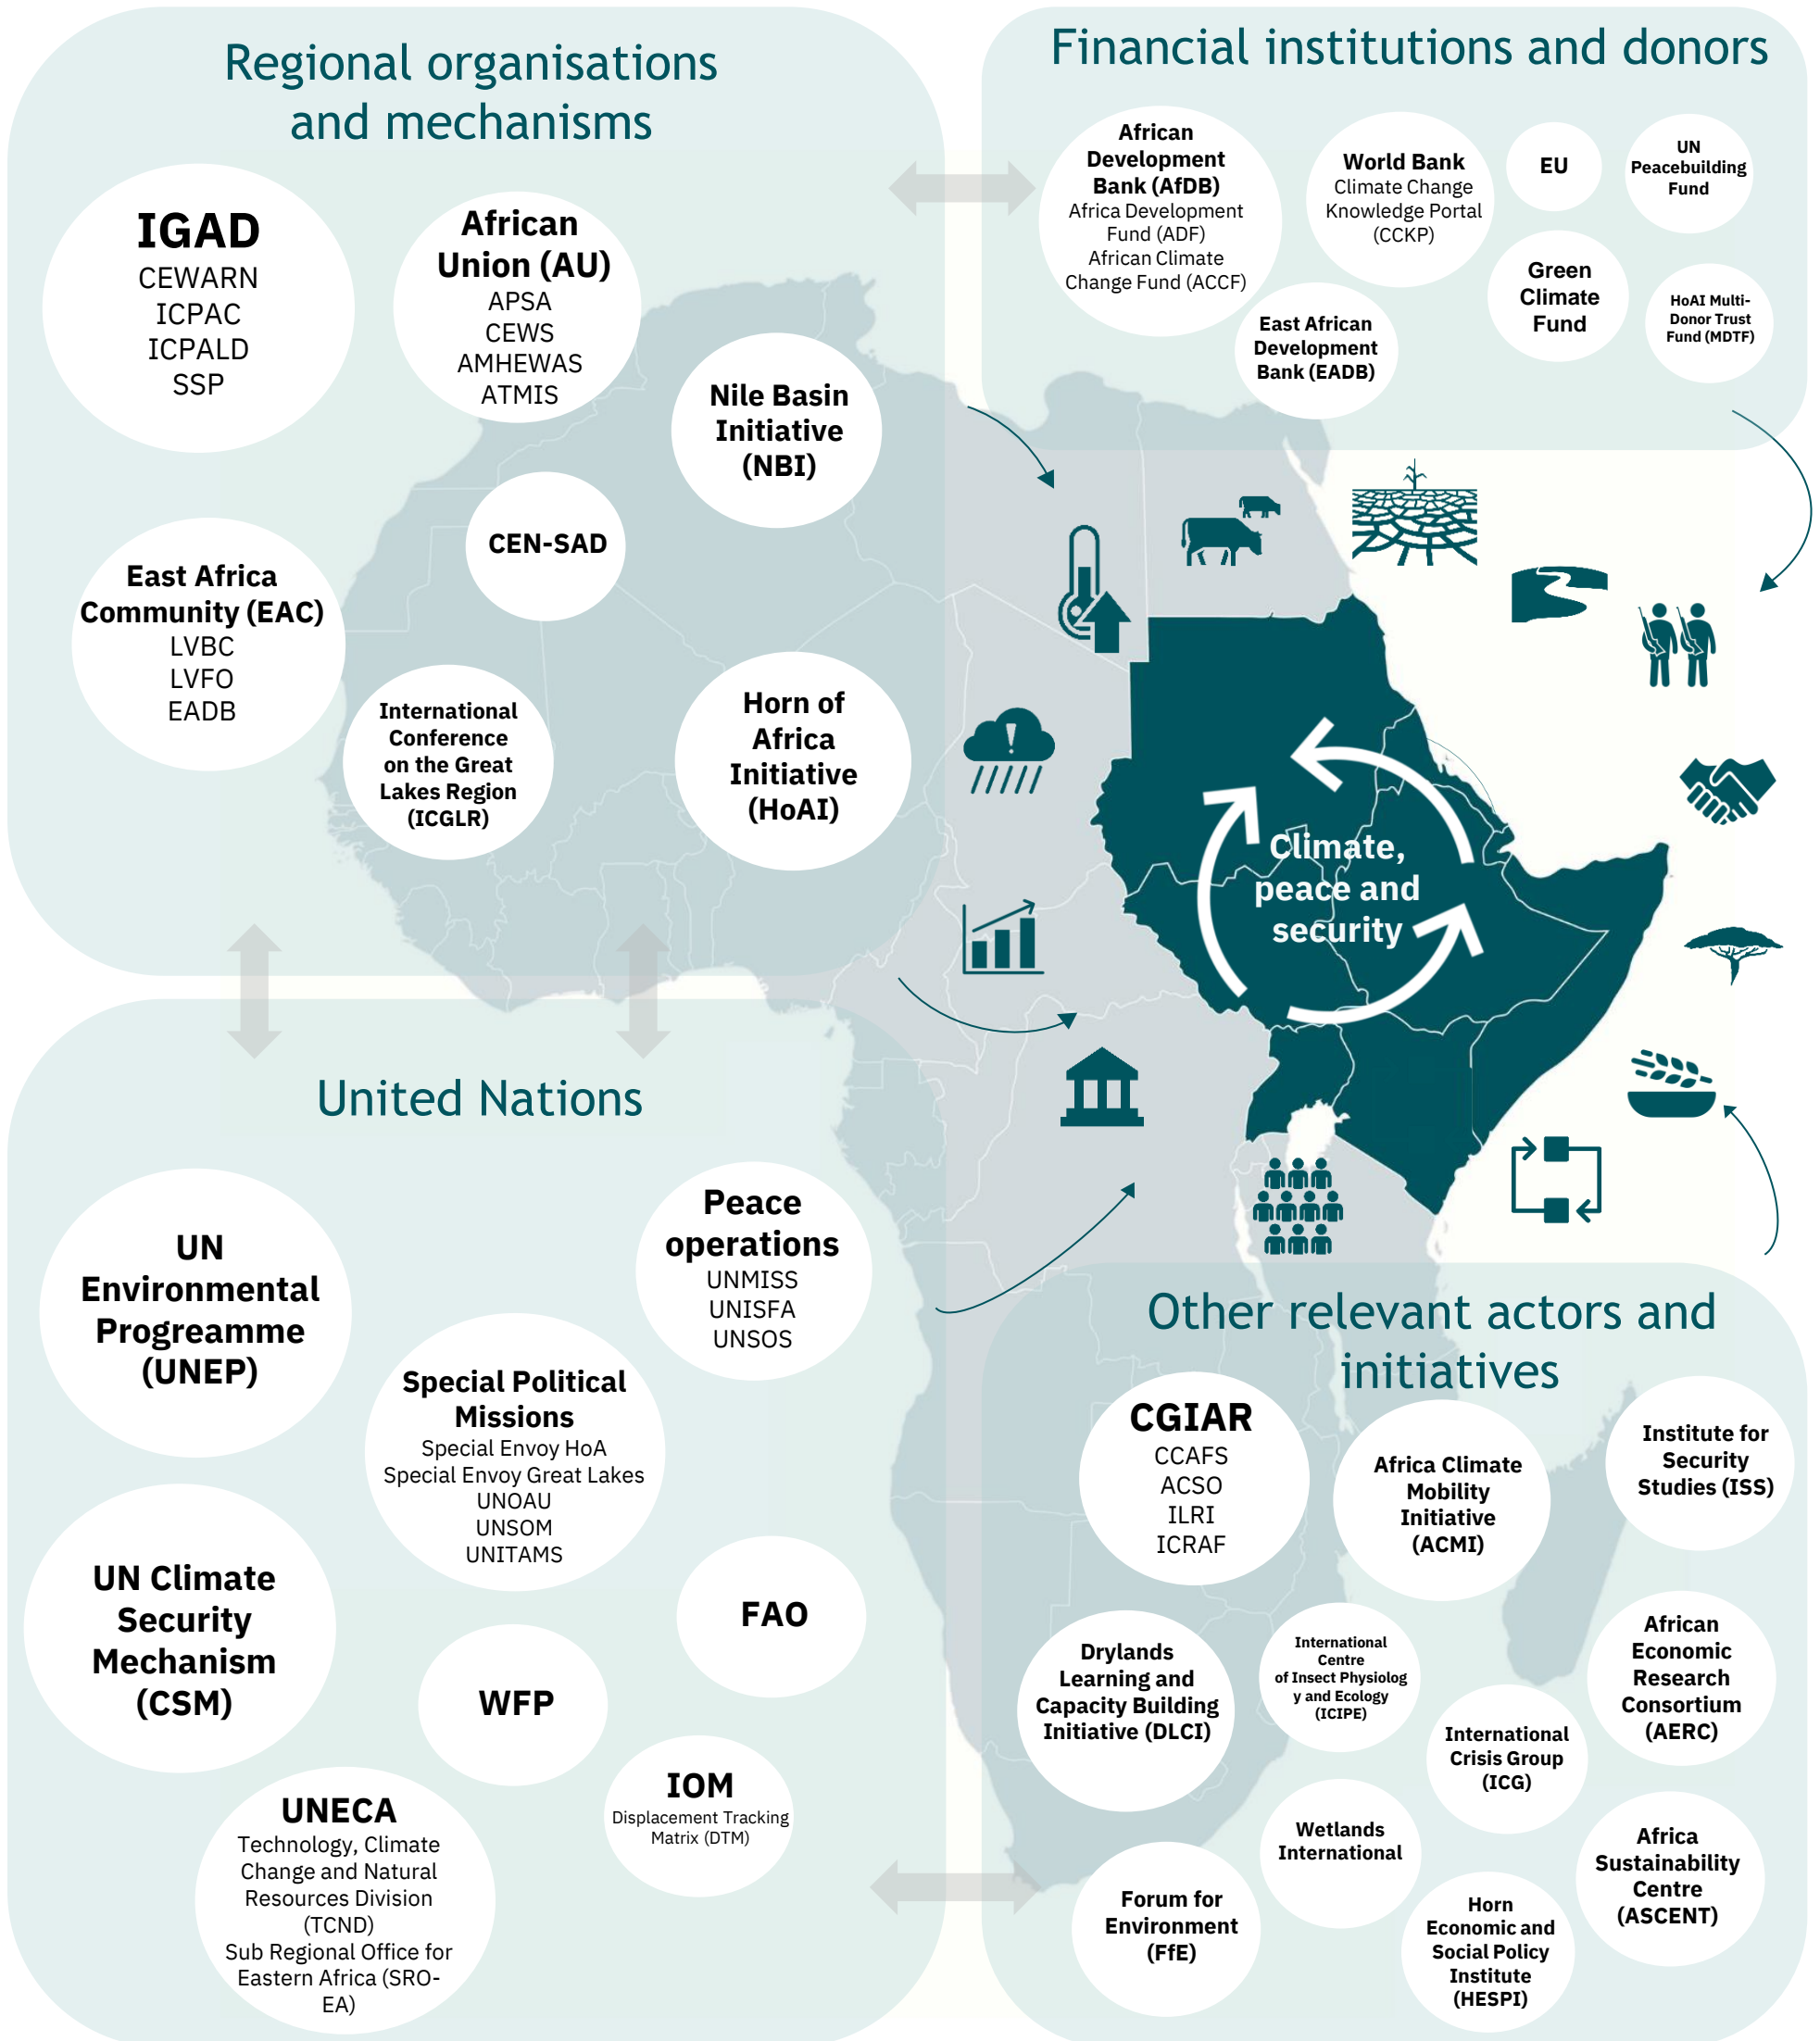 Regional organisations
and mechanisms
IGAD
CEWARN
ICPAC
ICPALD
SSP
African
Union (AU)
APSA
CEWS
AMHEWAS
ATMIS
Nile Basin
Initiative
(NBI)
CEN-SAD
East Africa
Community (EAC)
LVBC
LVFO
EADB
International
Conference
on the Great
Lakes Region
(ICGLR)
Horn of
Africa
Initiative
(HoAI)
Financial institutions and donors
African
Development
Bank (AfDB)
Africa Development
Fund (ADF)
African Climate
Change Fund (ACCF)
World Bank
Climate Change
Knowledge Portal
(CCKP)
EU
UN
Peacebuilding
Fund
East African
Development
Bank (EADB)
Green
Climate
Fund
HoAI Multi-
Donor Trust
Fund (MDTF)
Climate,
peace and
security
United Nations
UN
Environmental
Progreamme
(UNEP)
Peace
operations
UNMISS
UNISFA
UNSOS
Special Political
Missions
Special Envoy HoA
Special Envoy Great Lakes
UNOAU
UNSOM
UNITAMS
UN Climate
Security
Mechanism
(CSM)
FAO
WFP
IOM
Displacement Tracking
Matrix (DTM)
UNECA
Technology, Climate
Change and Natural
Resources Division
(TCND)
Sub Regional Office for
Eastern Africa (SRO-
EA)
Other relevant actors and
initiatives
CGIAR
CCAFS
ACSO
ILRI
ICRAF
Africa Climate
Mobility
Initiative
(ACMI)
Institute for
Security
Studies (ISS)
Drylands
Learning and
Capacity Building
Initiative (DLCI)
International
Centre
of Insect Physiolog
y and Ecology
(ICIPE)
African
Economic
Research
Consortium
(AERC)
International
Crisis Group
(ICG)
Wetlands
International
Africa
Sustainability
Centre
(ASCENT)
Forum for
Environment
(FfE)
Horn
Economic and
Social Policy
Institute
(HESPI)